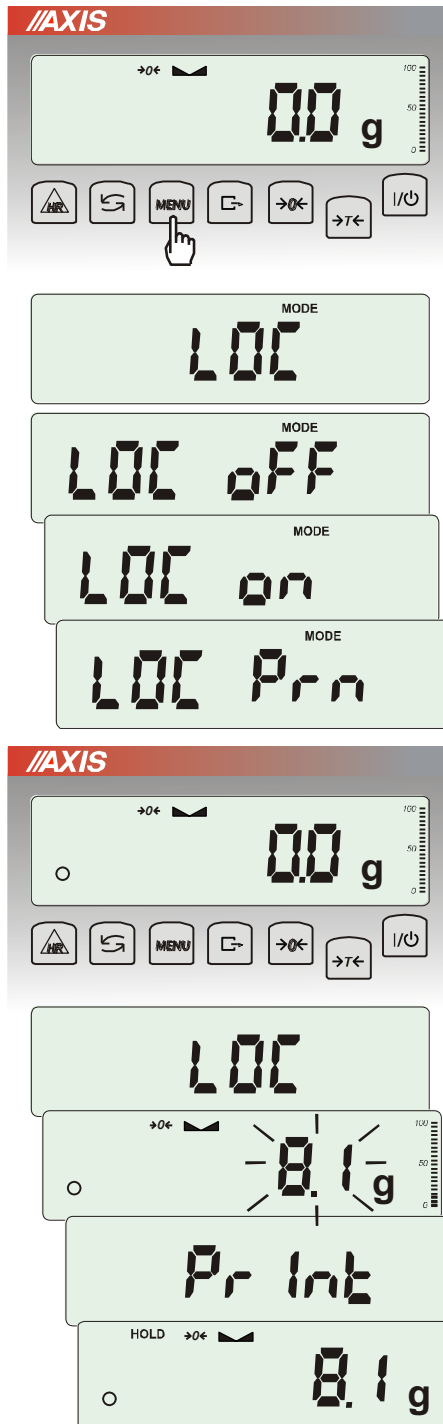 //AXIS
→0← 100
0.0 g 50
0
HR MENU →0← →T← I/⏻
MODE
LOC
MODE
LOC oFF
MODE
LOC on
MODE
LOC Prn
//AXIS
→0← 100
0.0 g 50
0
HR MENU →0← →T← I/⏻
LOC
→0← 100
8.1 g 50
0
PrInt
HOLD →0←
8.1 g